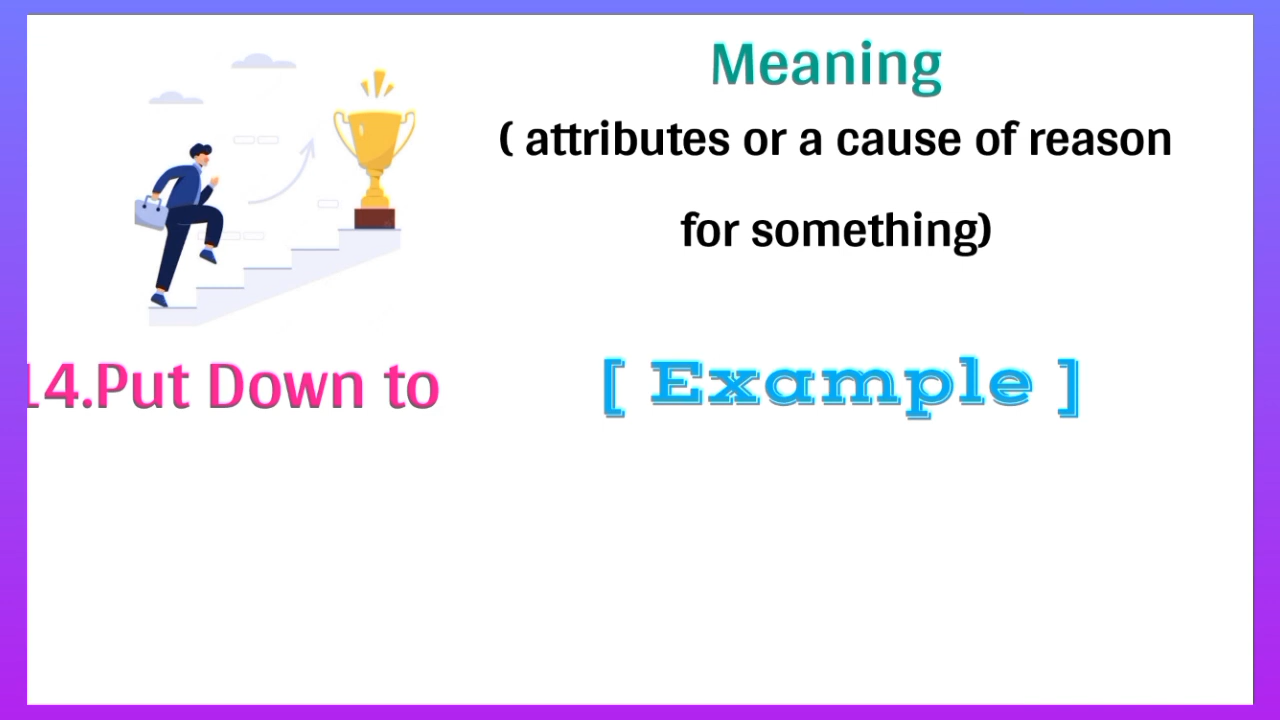 Meaning
( attributes or a cause of reason
for something)
14.Put Down to
[ Example ]